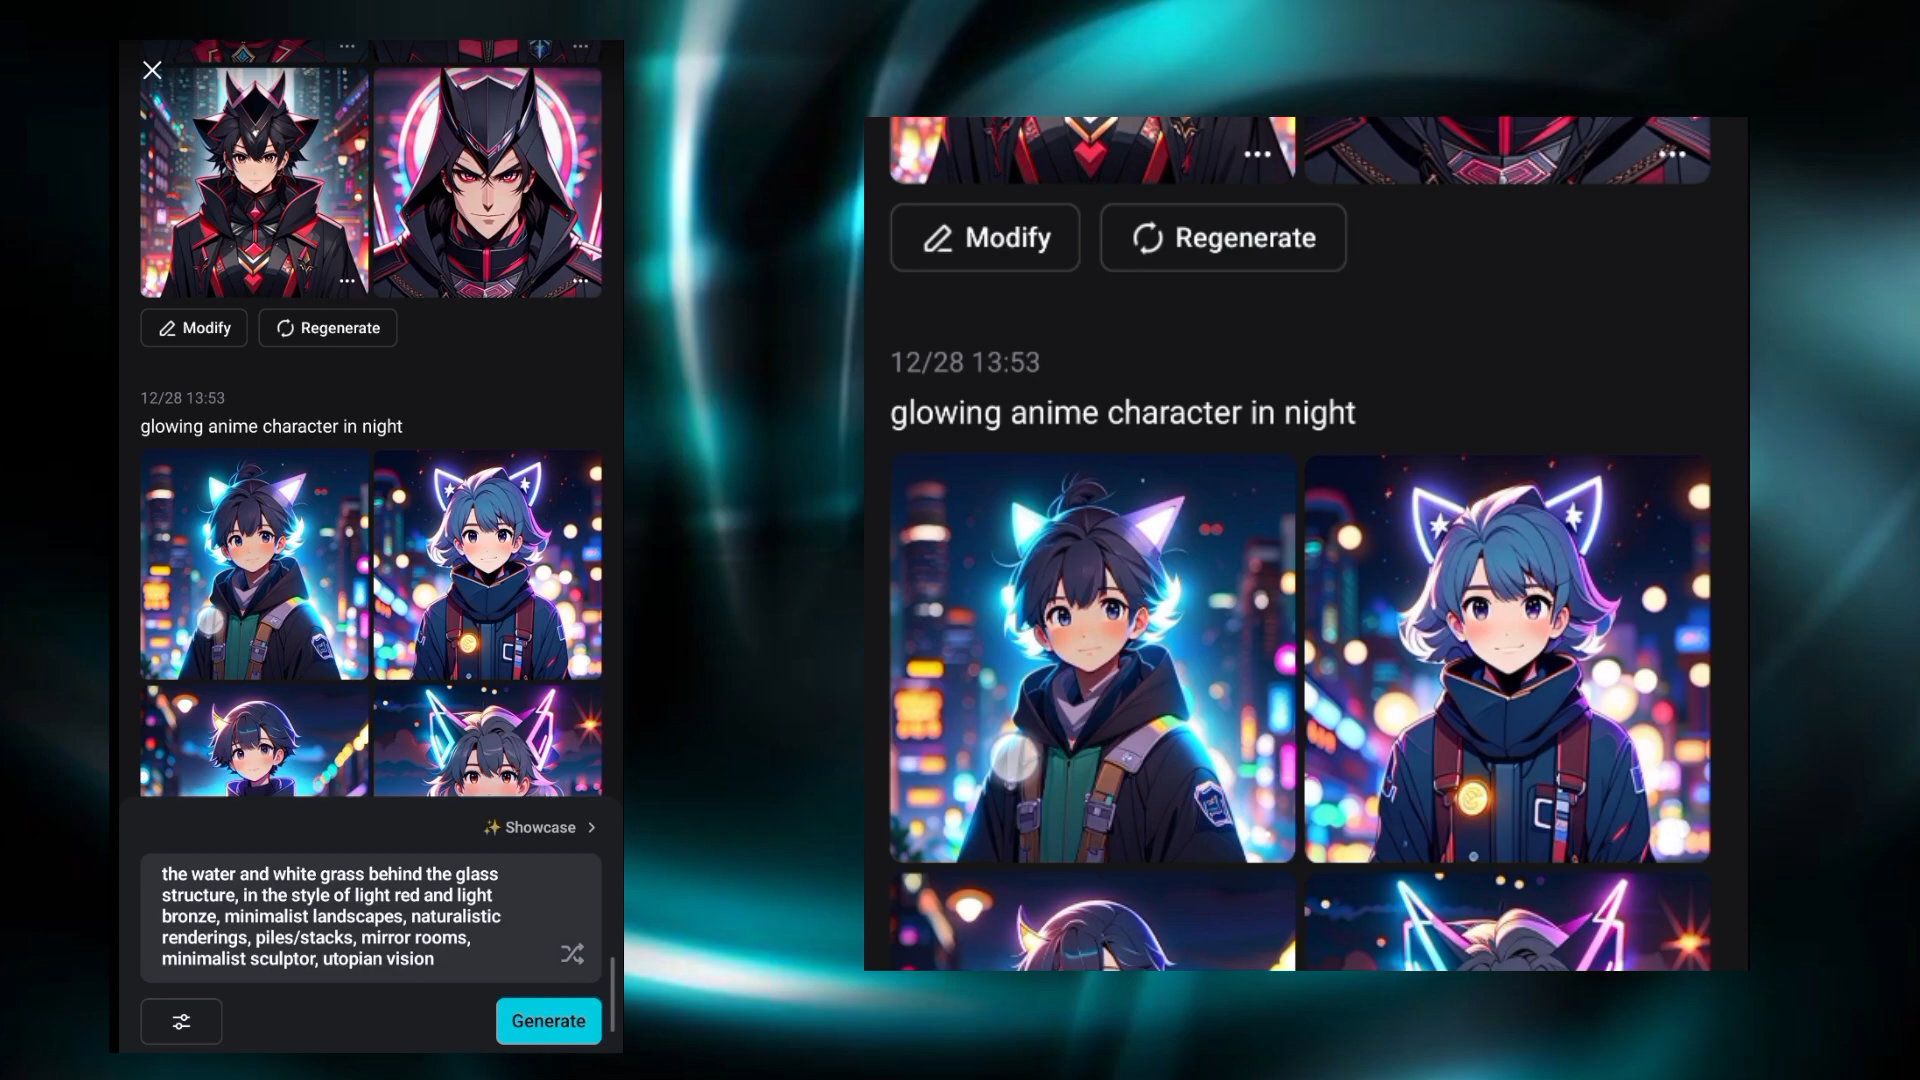 Modify
Regenerate
12/28 13:53
glowing anime character in night
Showcase
the water and white grass behind the glass
structure, in the style of light red and light
bronze, minimalist landscapes, naturalistic
renderings, piles/stacks, mirror rooms,
minimalist sculptor, utopian vision
Generate
Modify
Regenerate
12/28 13:53
glowing anime character in night